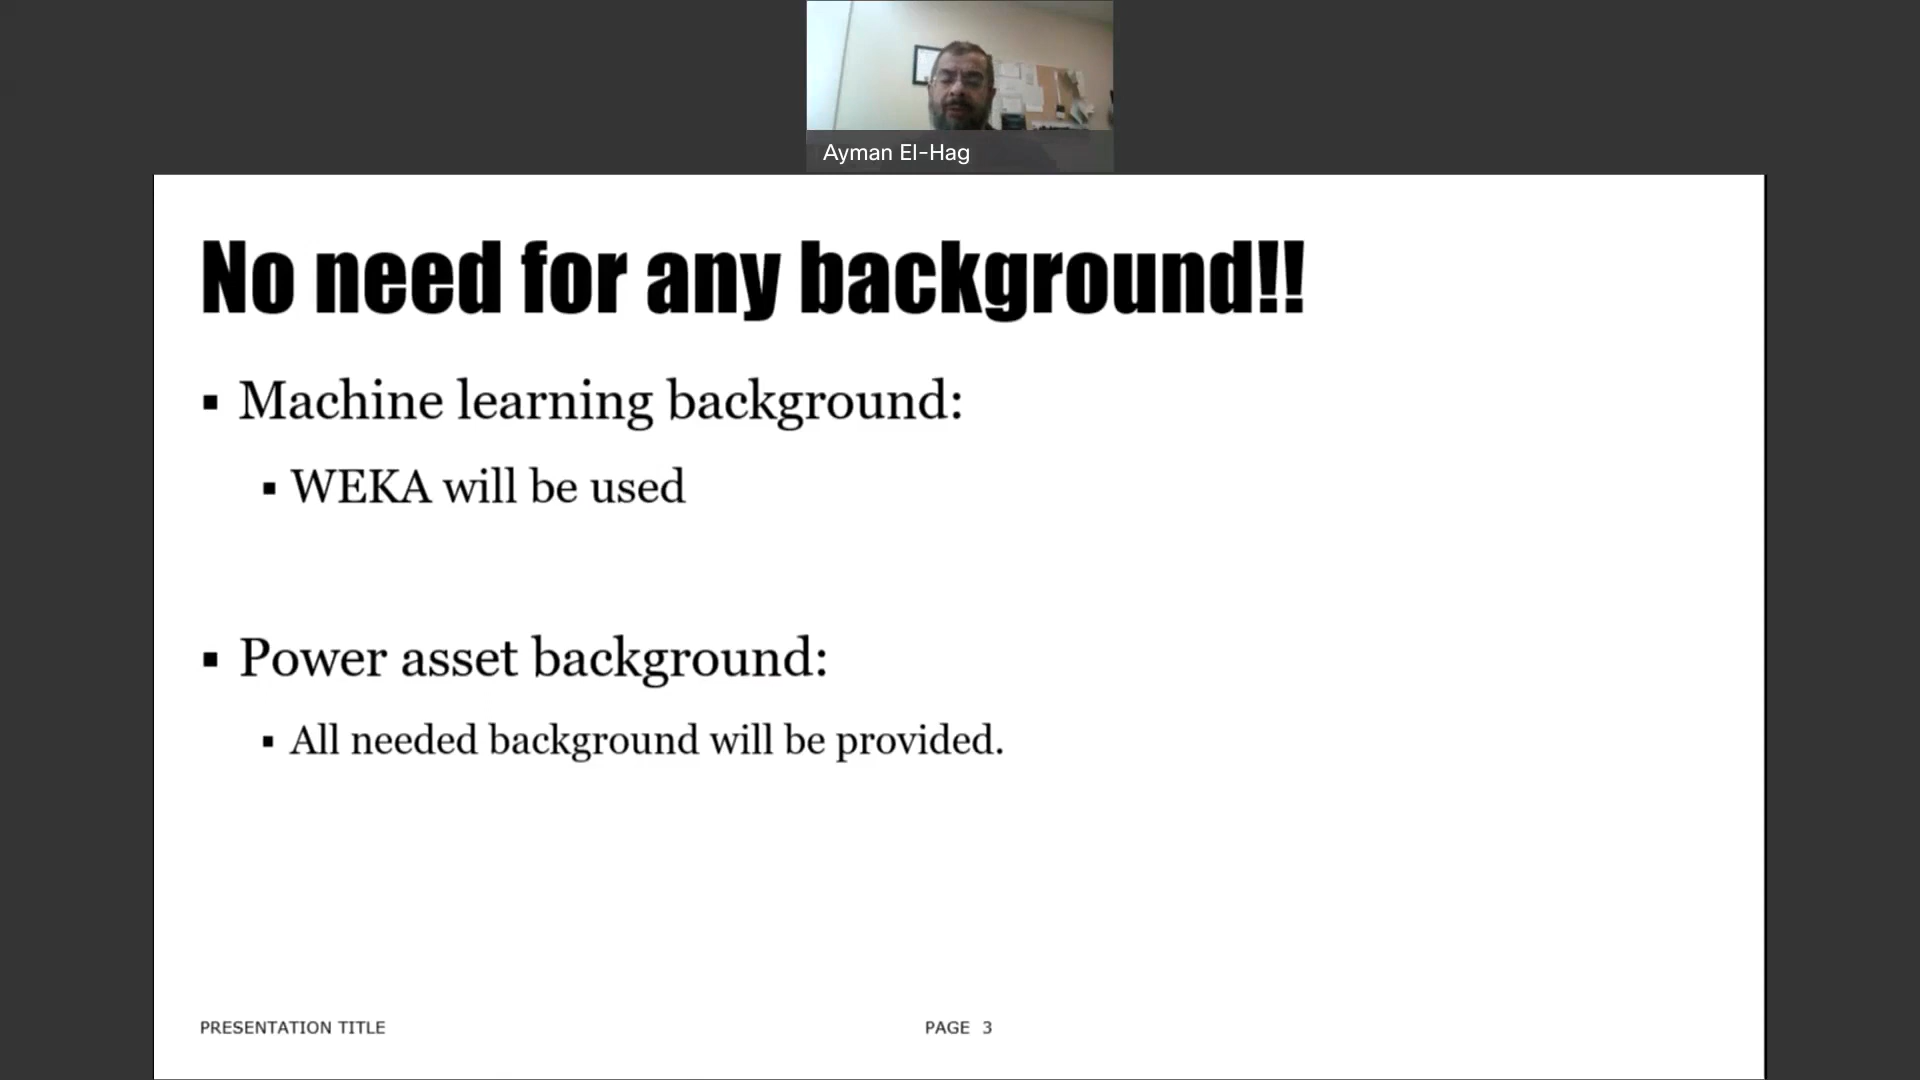 Ayman El-Hag
No need for any background!!
▪ Machine learning background:
▪ WEKA will be used
▪ Power asset background:
▪ All needed background will be provided.
PRESENTATION TITLE
PAGE 3